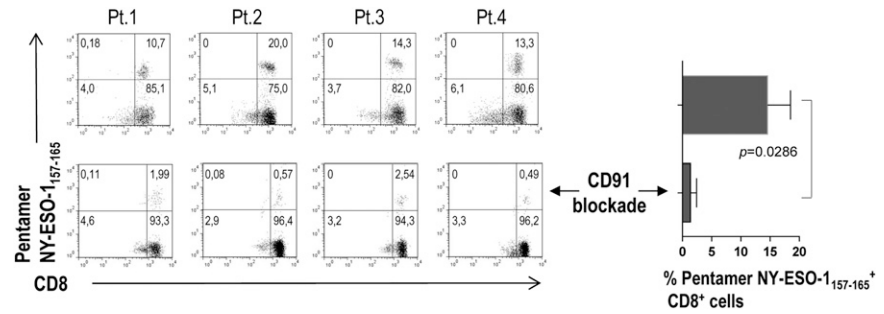 Pt.1 Pt.2 Pt.3 Pt.4
0,18 10,7 0 20,0 0 14,3 0 13,3
4,0 85,1 5,1 75,0 3,7 82,0 6,1 80,6
0,11 1,99 0,08 0,57 0 2,54 0 0,49
4,6 93,3 2,9 96,4 3,2 94,3 3,3 96,2
Pentamer
NY-ESO-1157-165
CD8
CD91
blockade
p=0.0286
0 5 10 15 20
% Pentamer NY-ESO-1157-165+
CD8+ cells